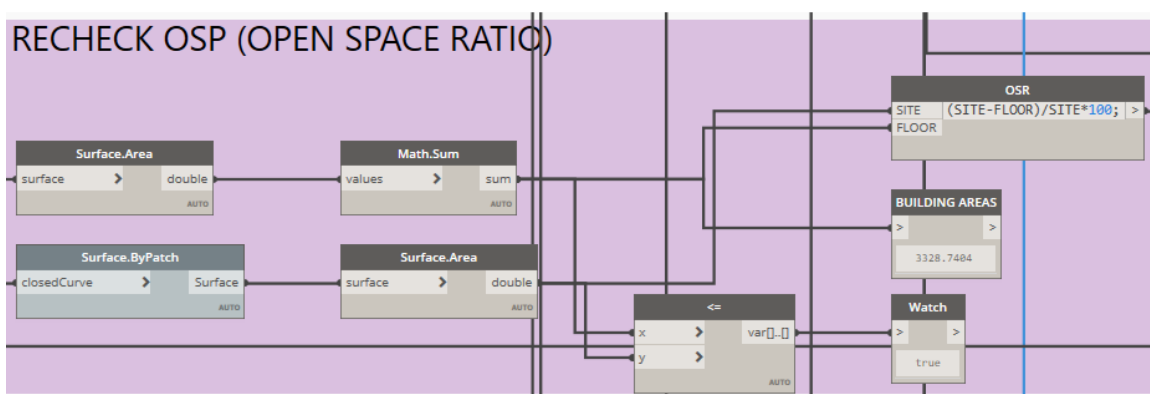 RECHECK OSP (OPEN SPACE RATIO)
OSR
SITE (SITE-FLOOR)/SITE*100; >
FLOOR
Surface.Area
surface > double
AUTO
Math.Sum
values > sum
AUTO
BUILDING AREAS
> >
3328.7404
Surface.ByPatch
closedCurve > Surface
AUTO
Surface.Area
surface > double
AUTO
<=
x > var[]..[]
y >
AUTO
Watch
> >
true